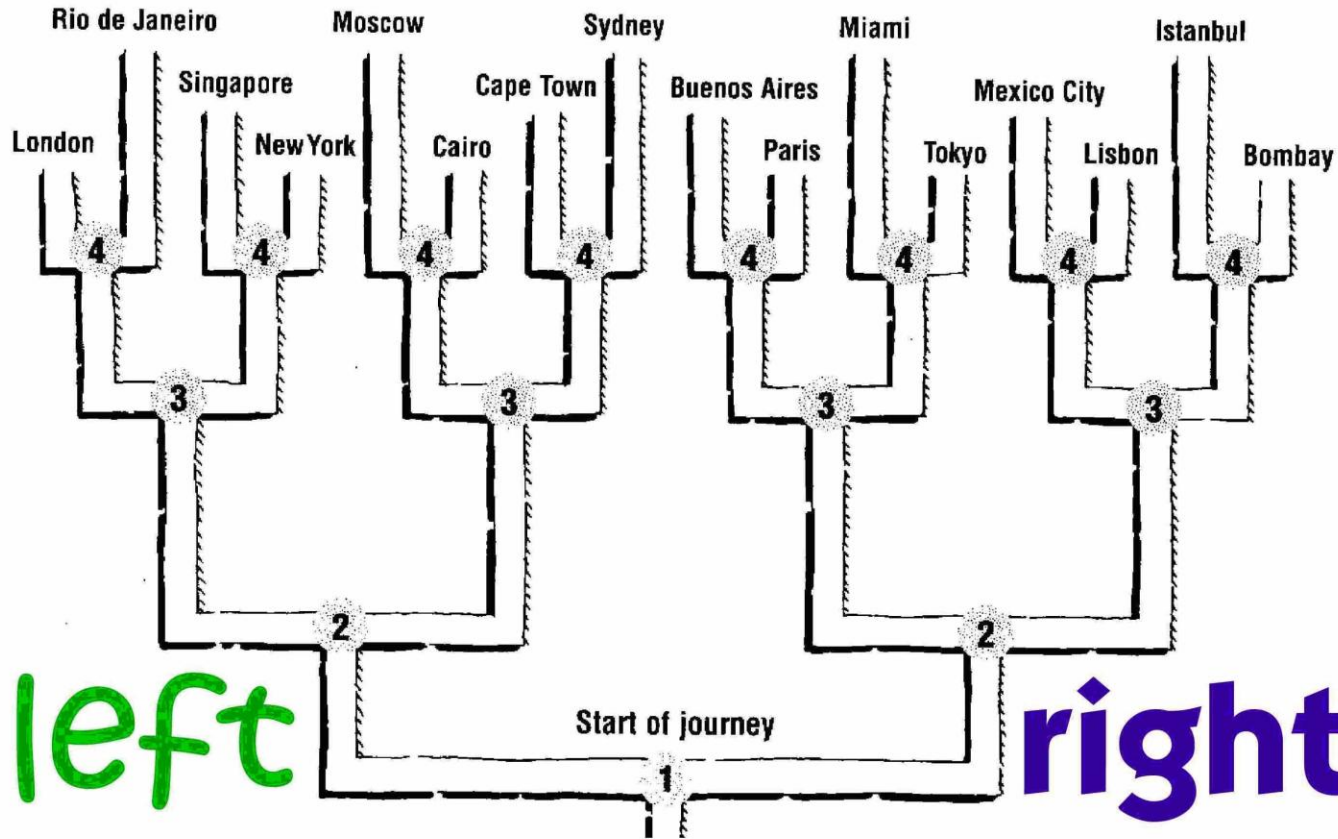 Rio de Janeiro
Moscow
Sydney
Miami
Istanbul
Singapore
Cape Town
Buenos Aires
Mexico City
London
New York
Cairo
Paris
Tokyo
Lisbon
Bombay
4
4
4
4
4
4
4
4
3
3
3
3
2
2
left
right
Start of journey
1